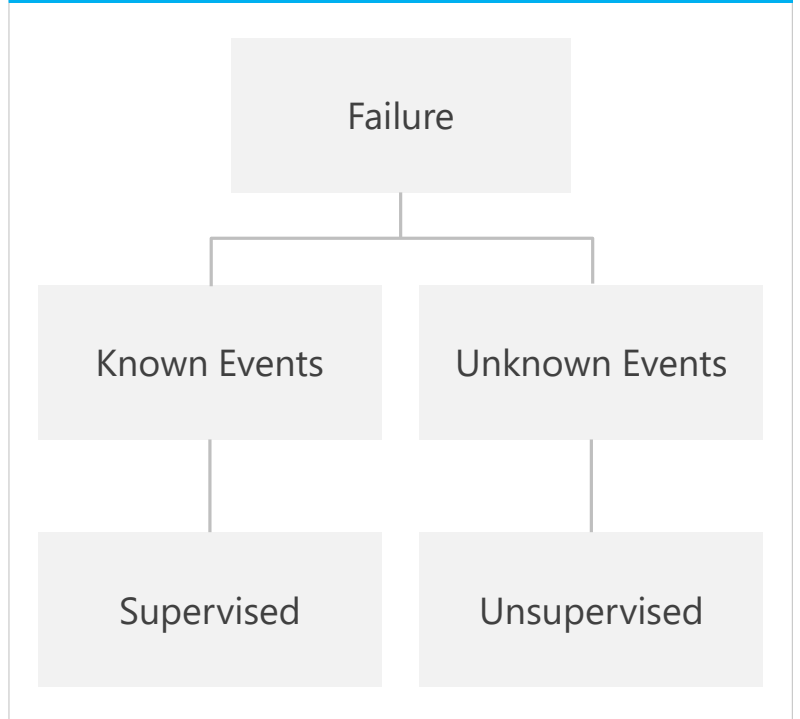 Failure
Known Events
Unknown Events
Supervised
Unsupervised